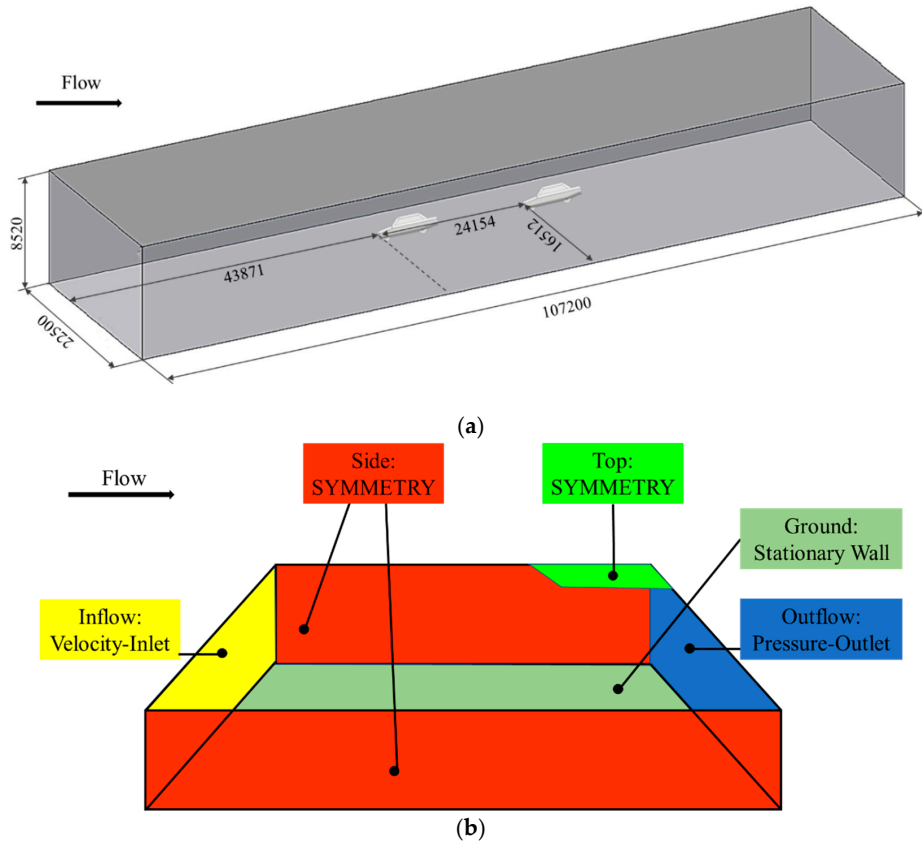 Flow
8520
22500
43871
24154
16512
107200
(a)
Flow
Side:
SYMMETRY
Top:
SYMMETRY
Ground:
Stationary Wall
Inflow:
Velocity-Inlet
Outflow:
Pressure-Outlet
(b)